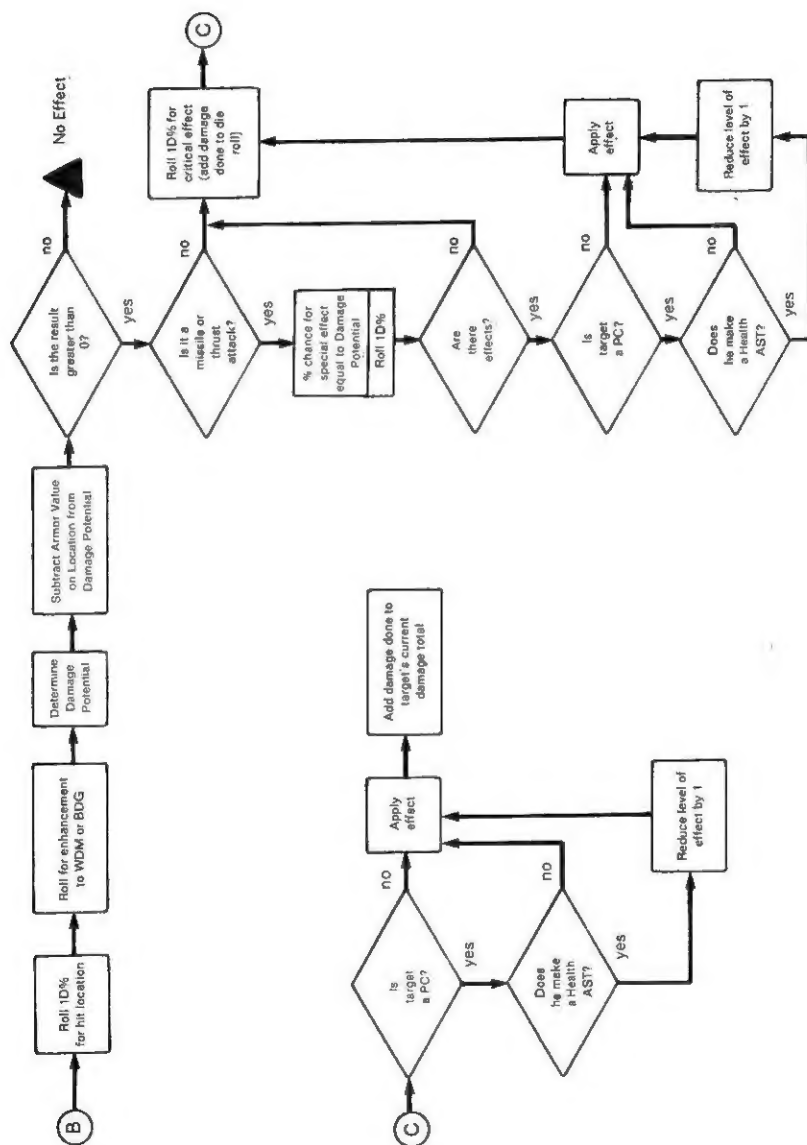 B
Roll 1D%
for hit location
Roll for enhancement
to WDM or BDG
Determine
Damage
Potential
Subtract Armor Value
on Location from
Damage Potential
Is the result
greater than
0?
no
No Effect
yes
Is it a
missile or
thrust
attack?
no
Roll 1D% for
critical effect
(add damage
done to die
roll)
C
yes
% chance for
special effect
equal to Damage
Potential
Roll 1D%
Are
there
effects?
no
yes
Is
target
a PC?
no
Apply
effect
yes
Does
he make
a Health
AST?
no
yes
Reduce level of
effect by 1
C
Is
target
a PC?
no
Apply
effect
Add damage done to
target's current
damage total
yes
Does
he make
a Health
AST?
no
yes
Reduce level of
effect by 1